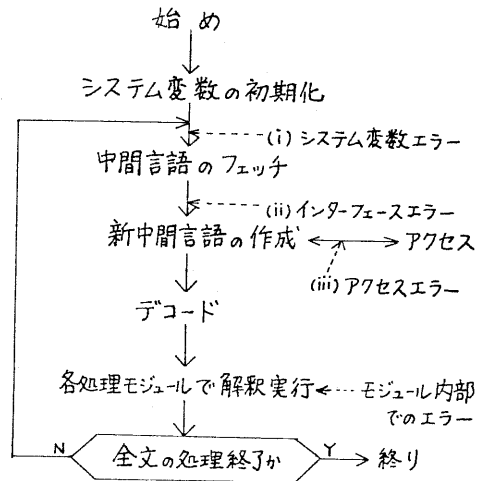 始め
システム変数の初期化
(i) システム変数エラー
中間言語のフェッチ
(ii) インターフェースエラー
新中間言語の作成
アクセス
(iii) アクセスエラー
デコード
各処理モジュールで解釈実行
モジュール内部
でのエラー
N
全文の処理終了か
Y
終り